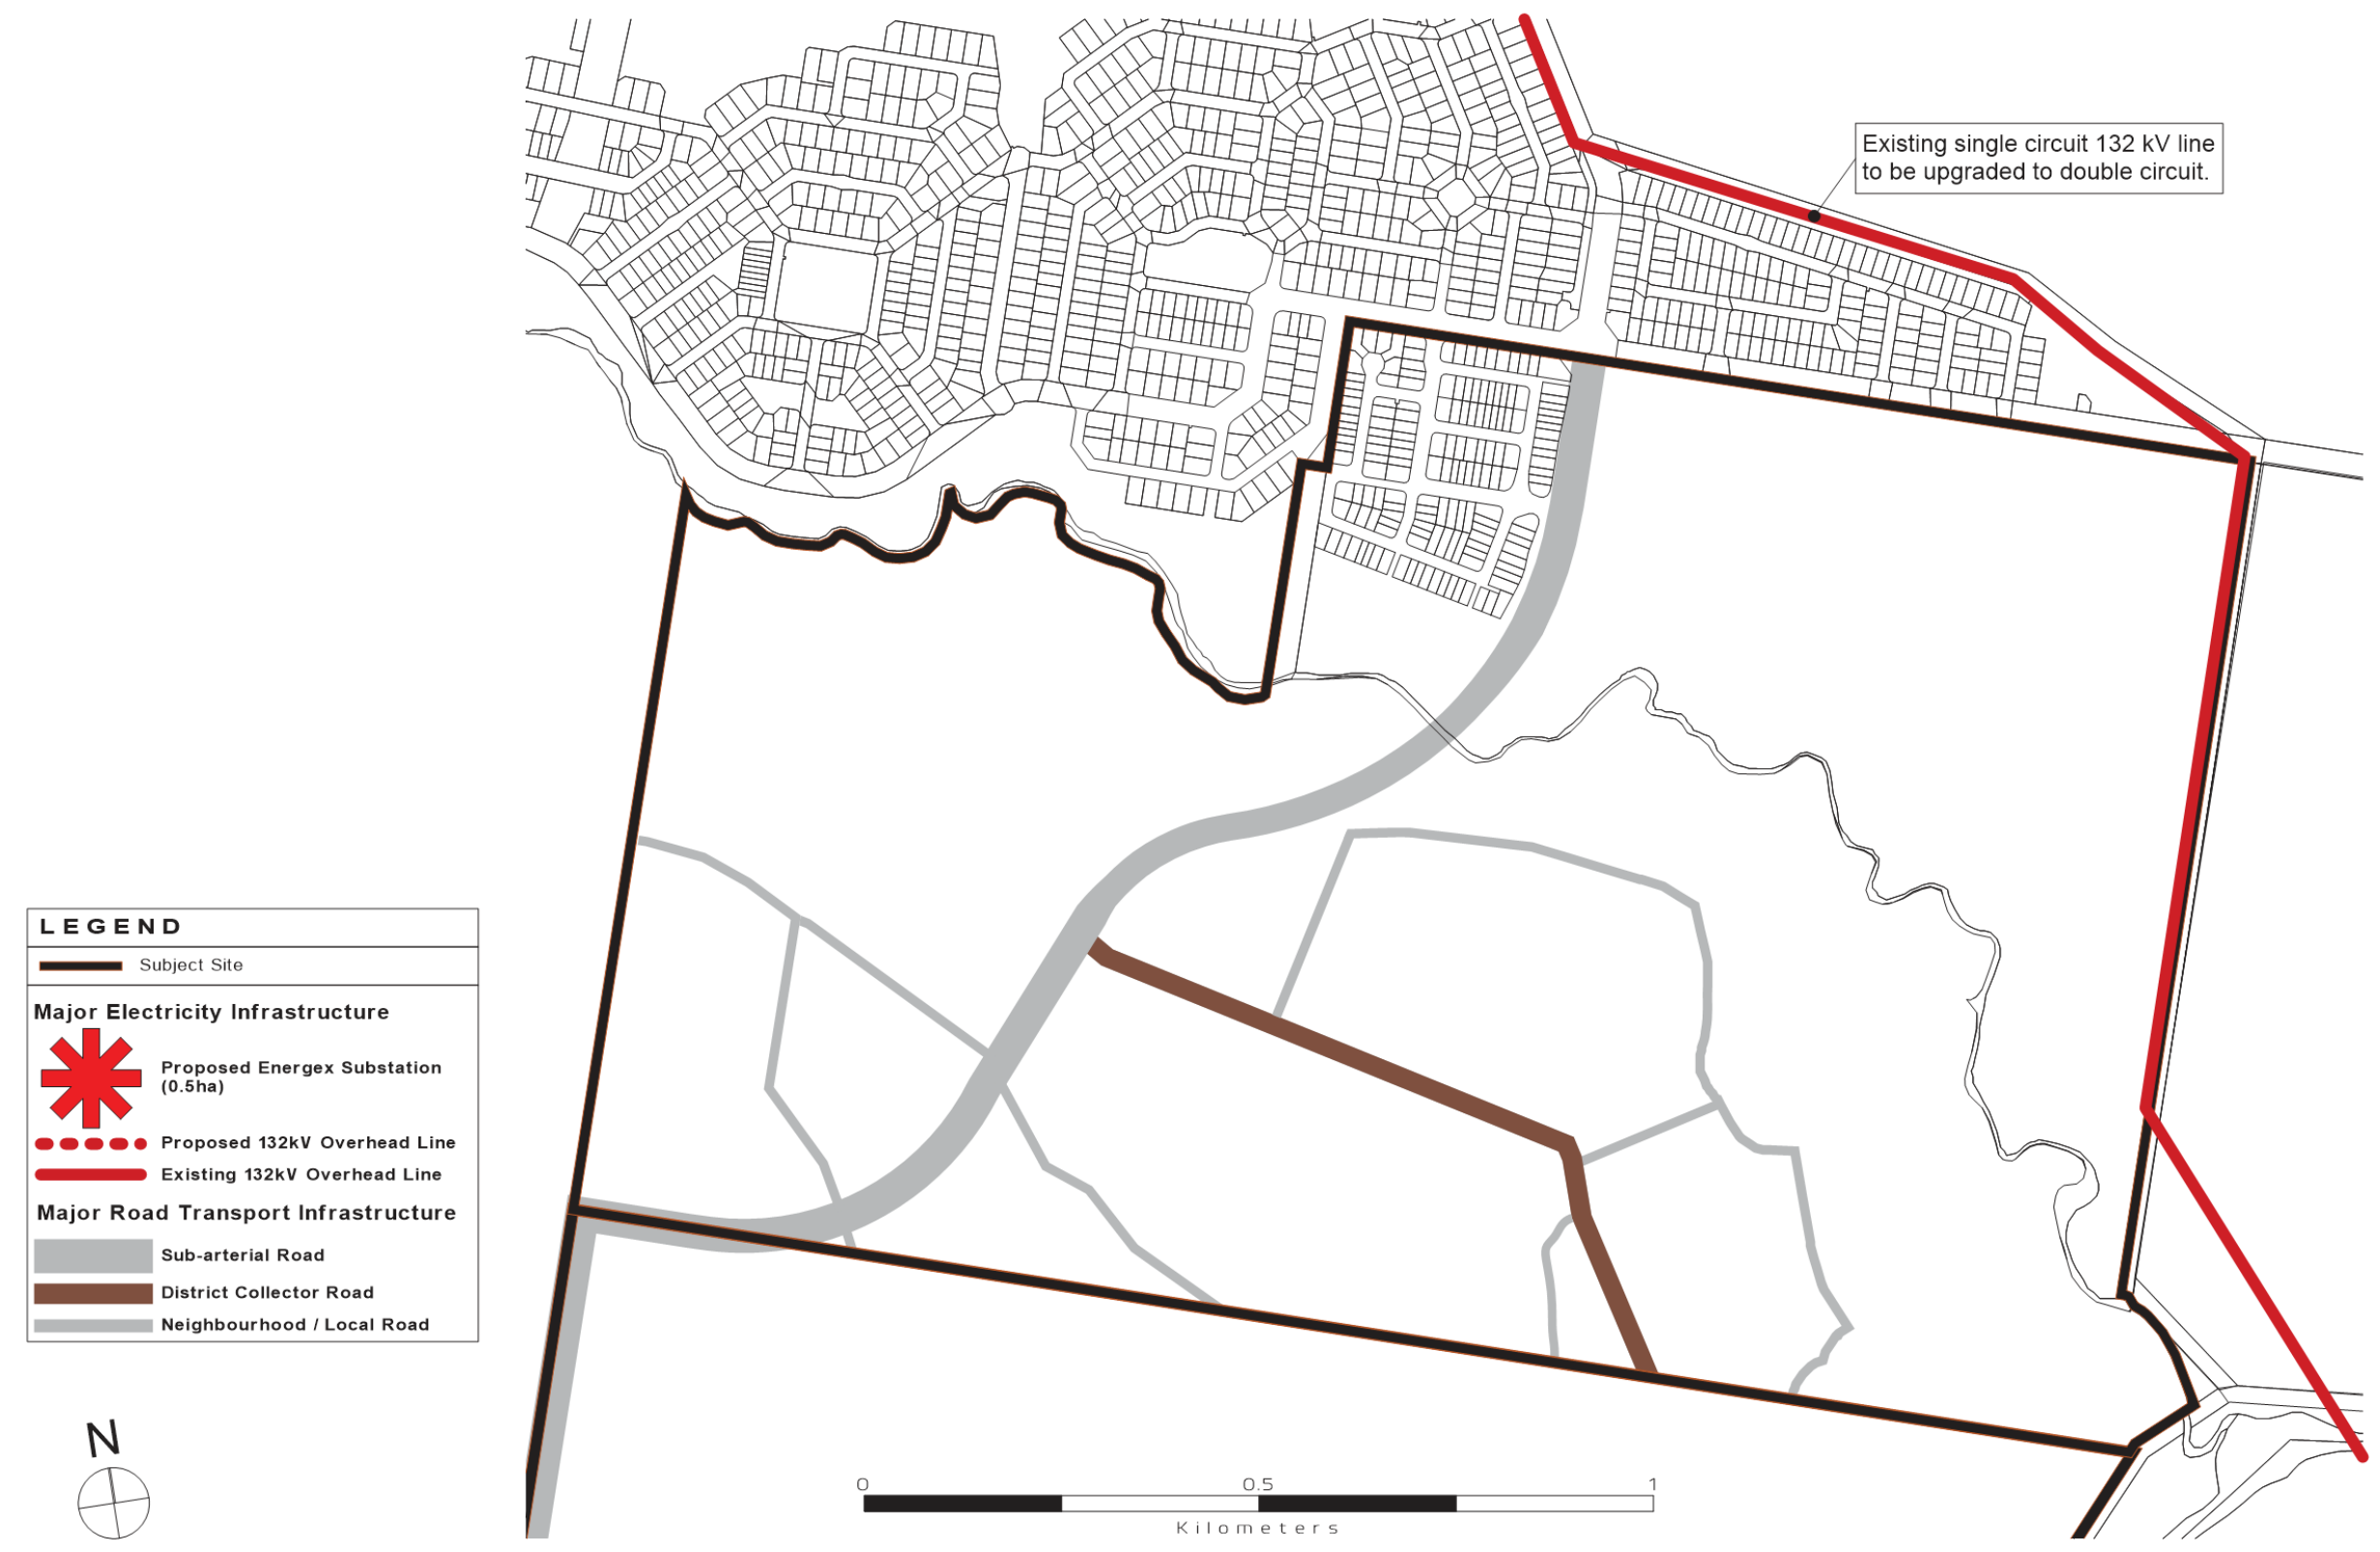 Existing single circuit 132 kV line
to be upgraded to double circuit.
LEGEND
Subject Site
Major Electricity Infrastructure
Proposed Energex Substation
(0.5ha)
Proposed 132kV Overhead Line
Existing 132kV Overhead Line
Major Road Transport Infrastructure
Sub-arterial Road
District Collector Road
Neighbourhood / Local Road
N
0 0.5 1
Kilometers